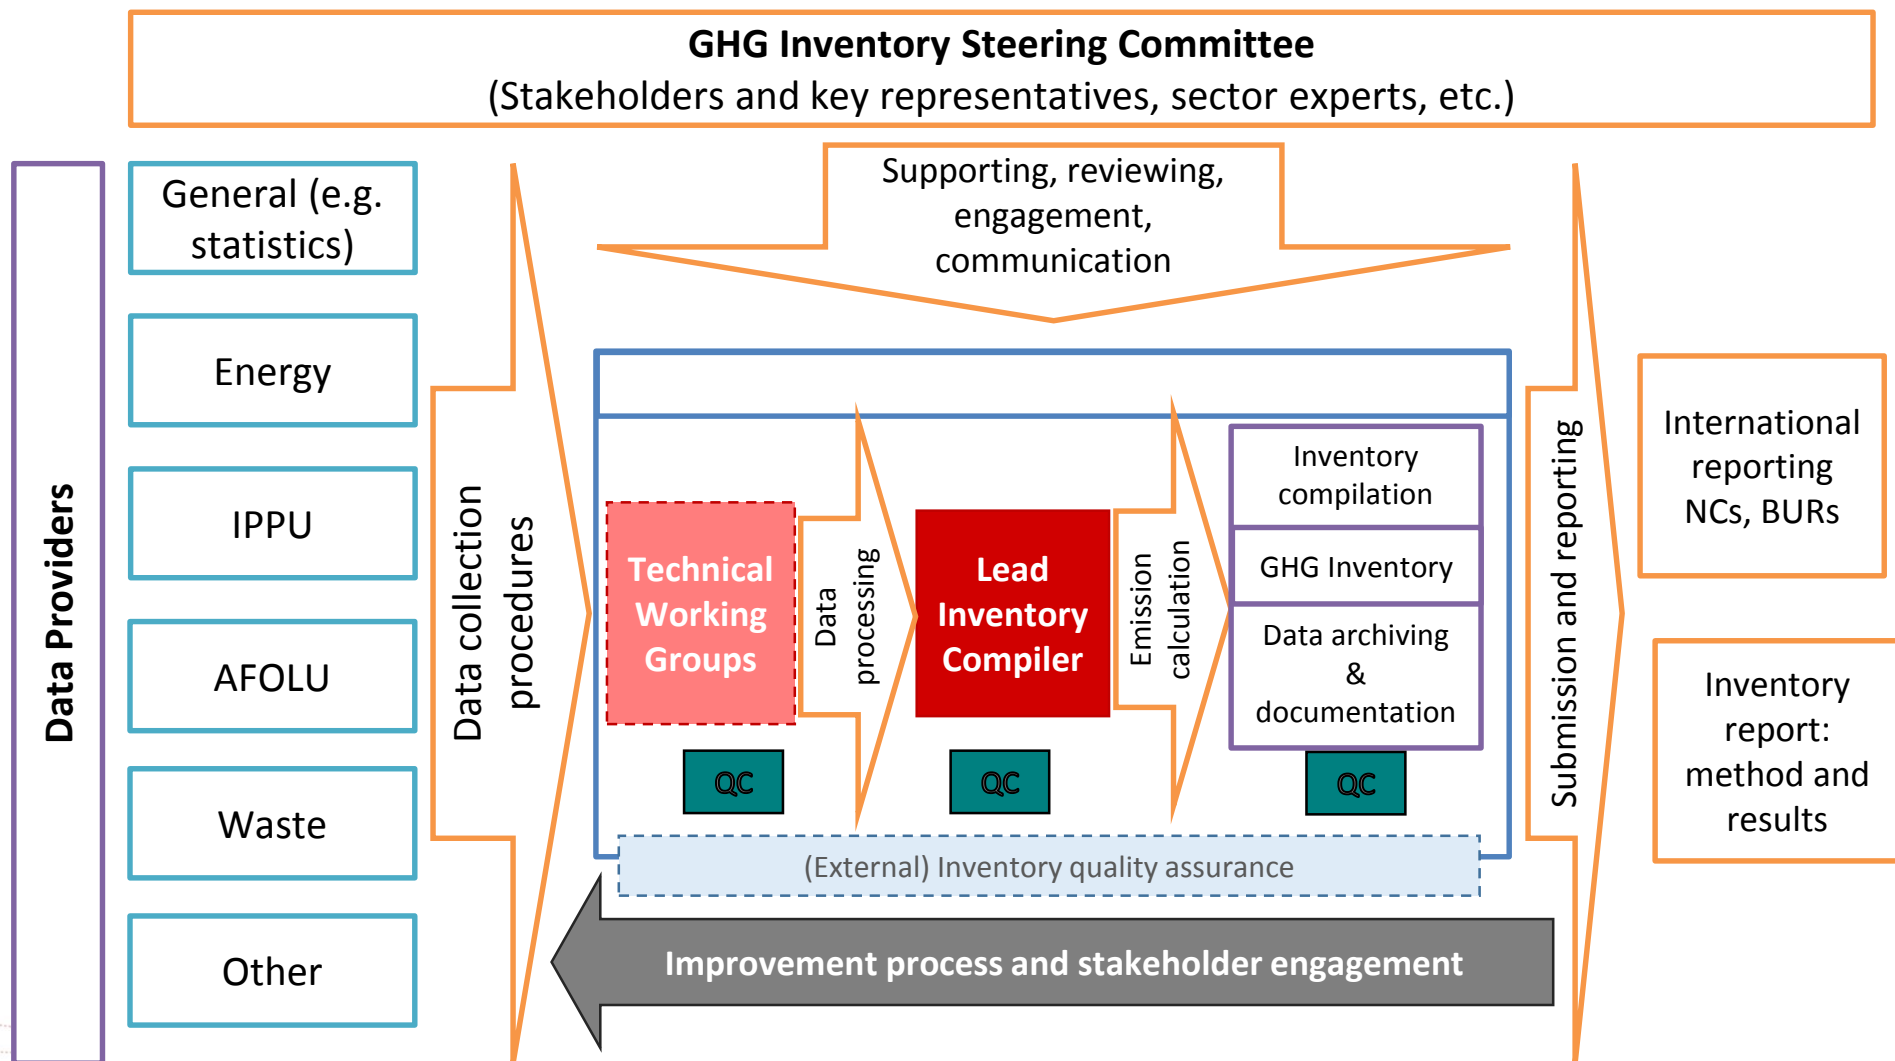 GHG Inventory Steering Committee
(Stakeholders and key representatives, sector experts, etc.)
Data Providers
General (e.g.
statistics)
Energy
IPPU
AFOLU
Waste
Other
Data collection
procedures
Supporting, reviewing,
engagement,
communication
Technical
Working
Groups
Data
processing
Lead
Inventory
Compiler
Emission
calculation
Inventory
compilation
GHG Inventory
Data archiving
&
documentation
QC
QC
QC
(External) Inventory quality assurance
Improvement process and stakeholder engagement
Submission and reporting
International
reporting
NCs, BURs
Inventory
report:
method and
results